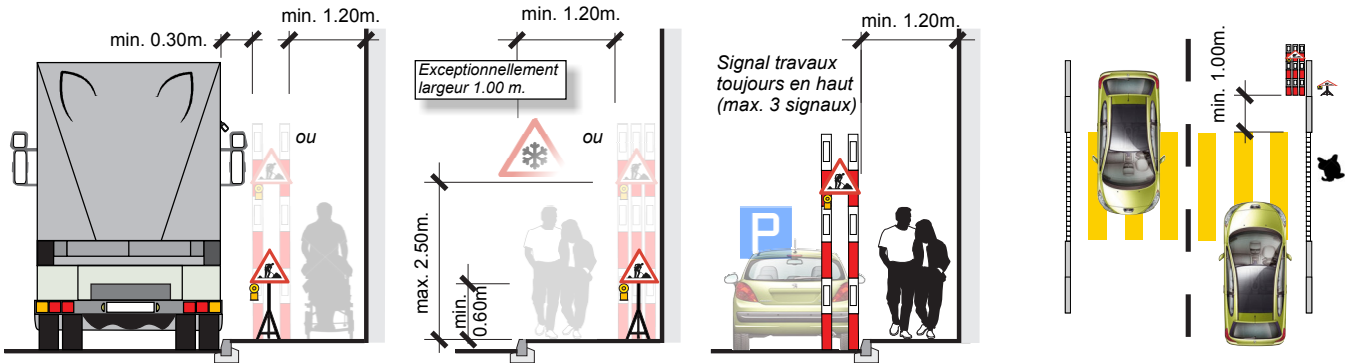 min. 1.20m.
min. 0.30m.
ou
min. 1.20m.
Exceptionnellement
largeur 1.00 m.
ou
max. 2.50m.
min.
0.60m
min. 1.20m.
Signal travaux
toujours en haut
(max. 3 signaux)
P
min. 1.00m.